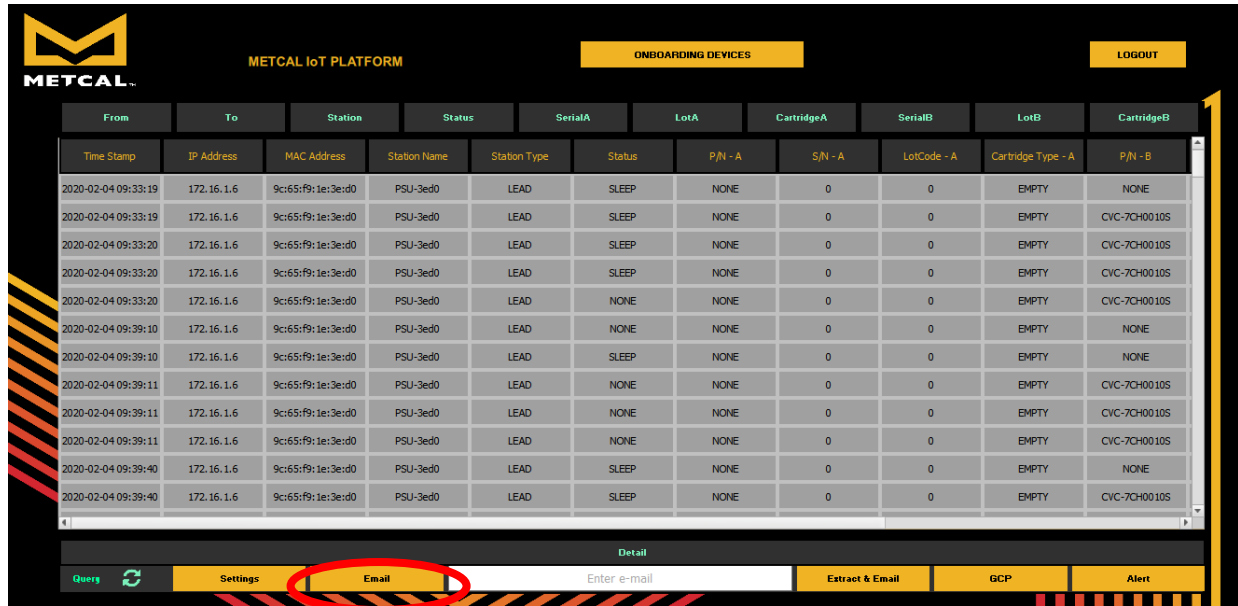 METCAL™
METCAL IoT PLATFORM
ONBOARDING DEVICES
LOGOUT
From To Station Status SerialA LotA CartridgeA SerialB LotB CartridgeB
Time Stamp IP Address MAC Address Station Name Station Type Status P/N - A S/N - A LotCode - A Cartridge Type - A P/N - B
2020-02-04 09:33:19 172.16.1.6 9c:65:f9:1e:3e:d0 PSU-3ed0 LEAD SLEEP NONE 0 0 EMPTY NONE
2020-02-04 09:33:19 172.16.1.6 9c:65:f9:1e:3e:d0 PSU-3ed0 LEAD SLEEP NONE 0 0 EMPTY CVC-7CH0010S
2020-02-04 09:33:20 172.16.1.6 9c:65:f9:1e:3e:d0 PSU-3ed0 LEAD SLEEP NONE 0 0 EMPTY CVC-7CH0010S
2020-02-04 09:33:20 172.16.1.6 9c:65:f9:1e:3e:d0 PSU-3ed0 LEAD SLEEP NONE 0 0 EMPTY CVC-7CH0010S
2020-02-04 09:33:20 172.16.1.6 9c:65:f9:1e:3e:d0 PSU-3ed0 LEAD NONE NONE 0 0 EMPTY CVC-7CH0010S
2020-02-04 09:39:10 172.16.1.6 9c:65:f9:1e:3e:d0 PSU-3ed0 LEAD NONE NONE 0 0 EMPTY NONE
2020-02-04 09:39:10 172.16.1.6 9c:65:f9:1e:3e:d0 PSU-3ed0 LEAD SLEEP NONE 0 0 EMPTY NONE
2020-02-04 09:39:11 172.16.1.6 9c:65:f9:1e:3e:d0 PSU-3ed0 LEAD NONE NONE 0 0 EMPTY CVC-7CH0010S
2020-02-04 09:39:11 172.16.1.6 9c:65:f9:1e:3e:d0 PSU-3ed0 LEAD NONE NONE 0 0 EMPTY CVC-7CH0010S
2020-02-04 09:39:11 172.16.1.6 9c:65:f9:1e:3e:d0 PSU-3ed0 LEAD NONE NONE 0 0 EMPTY CVC-7CH0010S
2020-02-04 09:39:40 172.16.1.6 9c:65:f9:1e:3e:d0 PSU-3ed0 LEAD SLEEP NONE 0 0 EMPTY NONE
2020-02-04 09:39:40 172.16.1.6 9c:65:f9:1e:3e:d0 PSU-3ed0 LEAD SLEEP NONE 0 0 EMPTY CVC-7CH0010S
Detail
Query Settings Email Enter e-mail Extract & Email GCP Alert